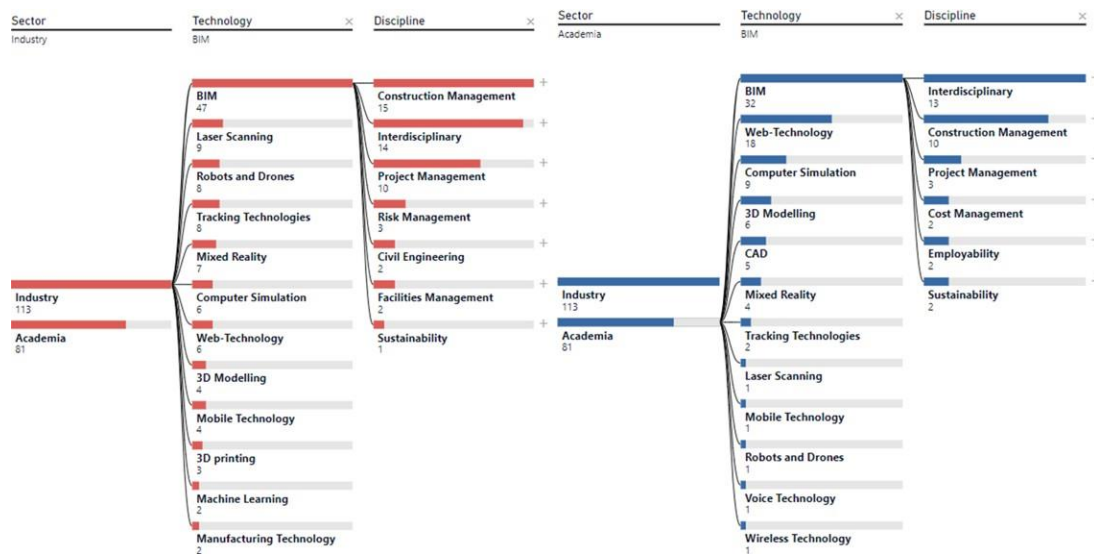 Sector
Technology ×
Discipline ×
Industry
BIM
BIM
47
Laser Scanning
9
Robots and Drones
8
Tracking Technologies
8
Mixed Reality
7
Industry
113
Academia
81
Computer Simulation
6
Web-Technology
6
3D Modelling
4
Mobile Technology
4
3D printing
3
Machine Learning
2
Manufacturing Technology
2
Construction Management
15
+
Interdisciplinary
14
+
Project Management
10
+
Risk Management
3
+
Civil Engineering
2
+
Facilities Management
2
+
Sustainability
1
+
Sector
Technology ×
Discipline ×
Academia
BIM
Industry
113
Academia
81
BIM
32
Web-Technology
18
Computer Simulation
9
3D Modelling
6
CAD
5
Mixed Reality
4
Tracking Technologies
2
Laser Scanning
1
Mobile Technology
1
Robots and Drones
1
Voice Technology
1
Wireless Technology
1
Interdisciplinary
13
Construction Management
10
Project Management
3
Cost Management
2
Employability
2
Sustainability
2